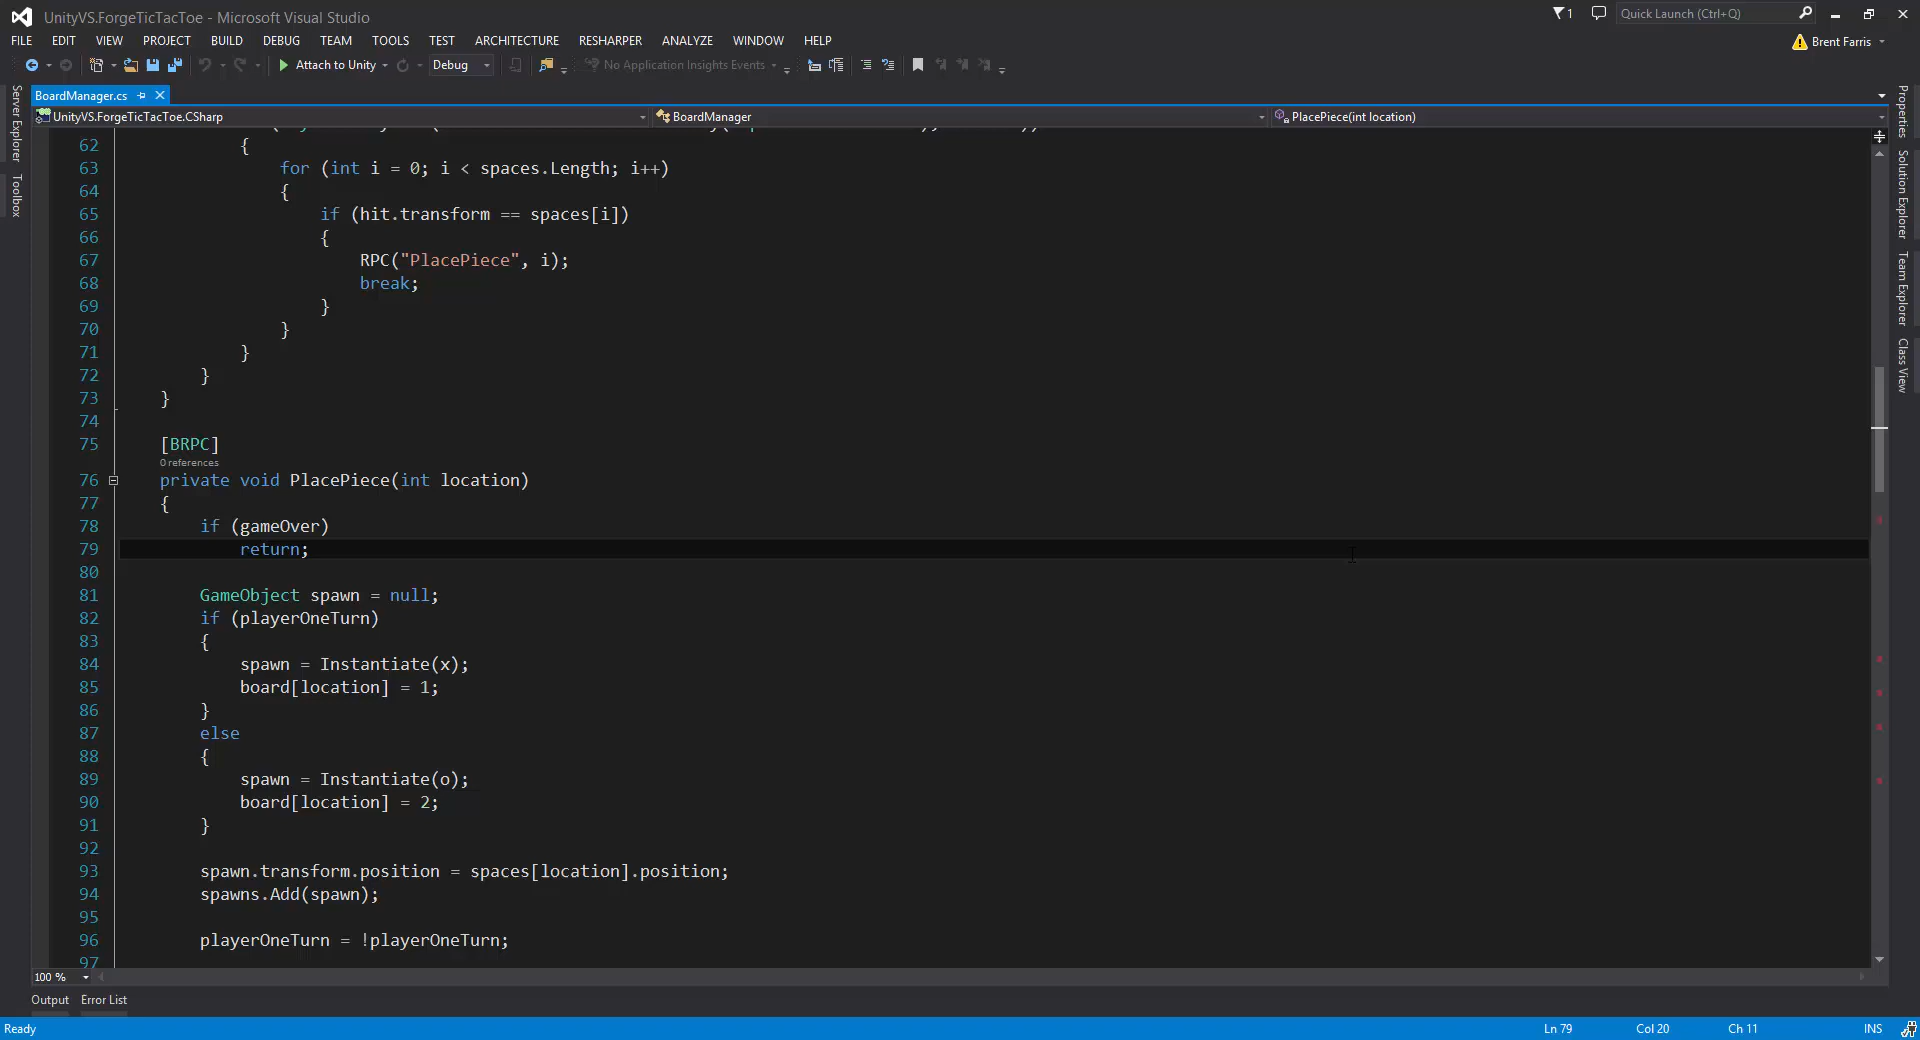 UnityVS.ForgeTicTacToe - Microsoft Visual Studio
1
Quick Launch (Ctrl+Q)
FILE EDIT VIEW PROJECT BUILD DEBUG TEAM TOOLS TEST ARCHITECTURE RESHARPER ANALYZE WINDOW HELP
Brent Farris
Attach to Unity
Debug
No Application Insights Events
Server Explorer
Toolbox
BoardManager.cs
UnityVS.ForgeTicTacToe.CSharp
BoardManager
PlacePiece(int location)
62 {
63 for (int i = 0; i < spaces.Length; i++)
64 {
65 if (hit.transform == spaces[i])
66 {
67 RPC("PlacePiece", i);
68 break;
69 }
70 }
71 }
72 }
73 }
74
75 [BRPC]
0 references
76 private void PlacePiece(int location)
77 {
78 if (gameOver)
79 return;
80
81 GameObject spawn = null;
82 if (playerOneTurn)
83 {
84 spawn = Instantiate(x);
85 board[location] = 1;
86 }
87 else
88 {
89 spawn = Instantiate(o);
90 board[location] = 2;
91 }
92
93 spawn.transform.position = spaces[location].position;
94 spawns.Add(spawn);
95
96 playerOneTurn = !playerOneTurn;
97
100 %
Properties
Solution Explorer
Team Explorer
Class View
Output Error List
Ready
Ln 79 Col 20 Ch 11 INS